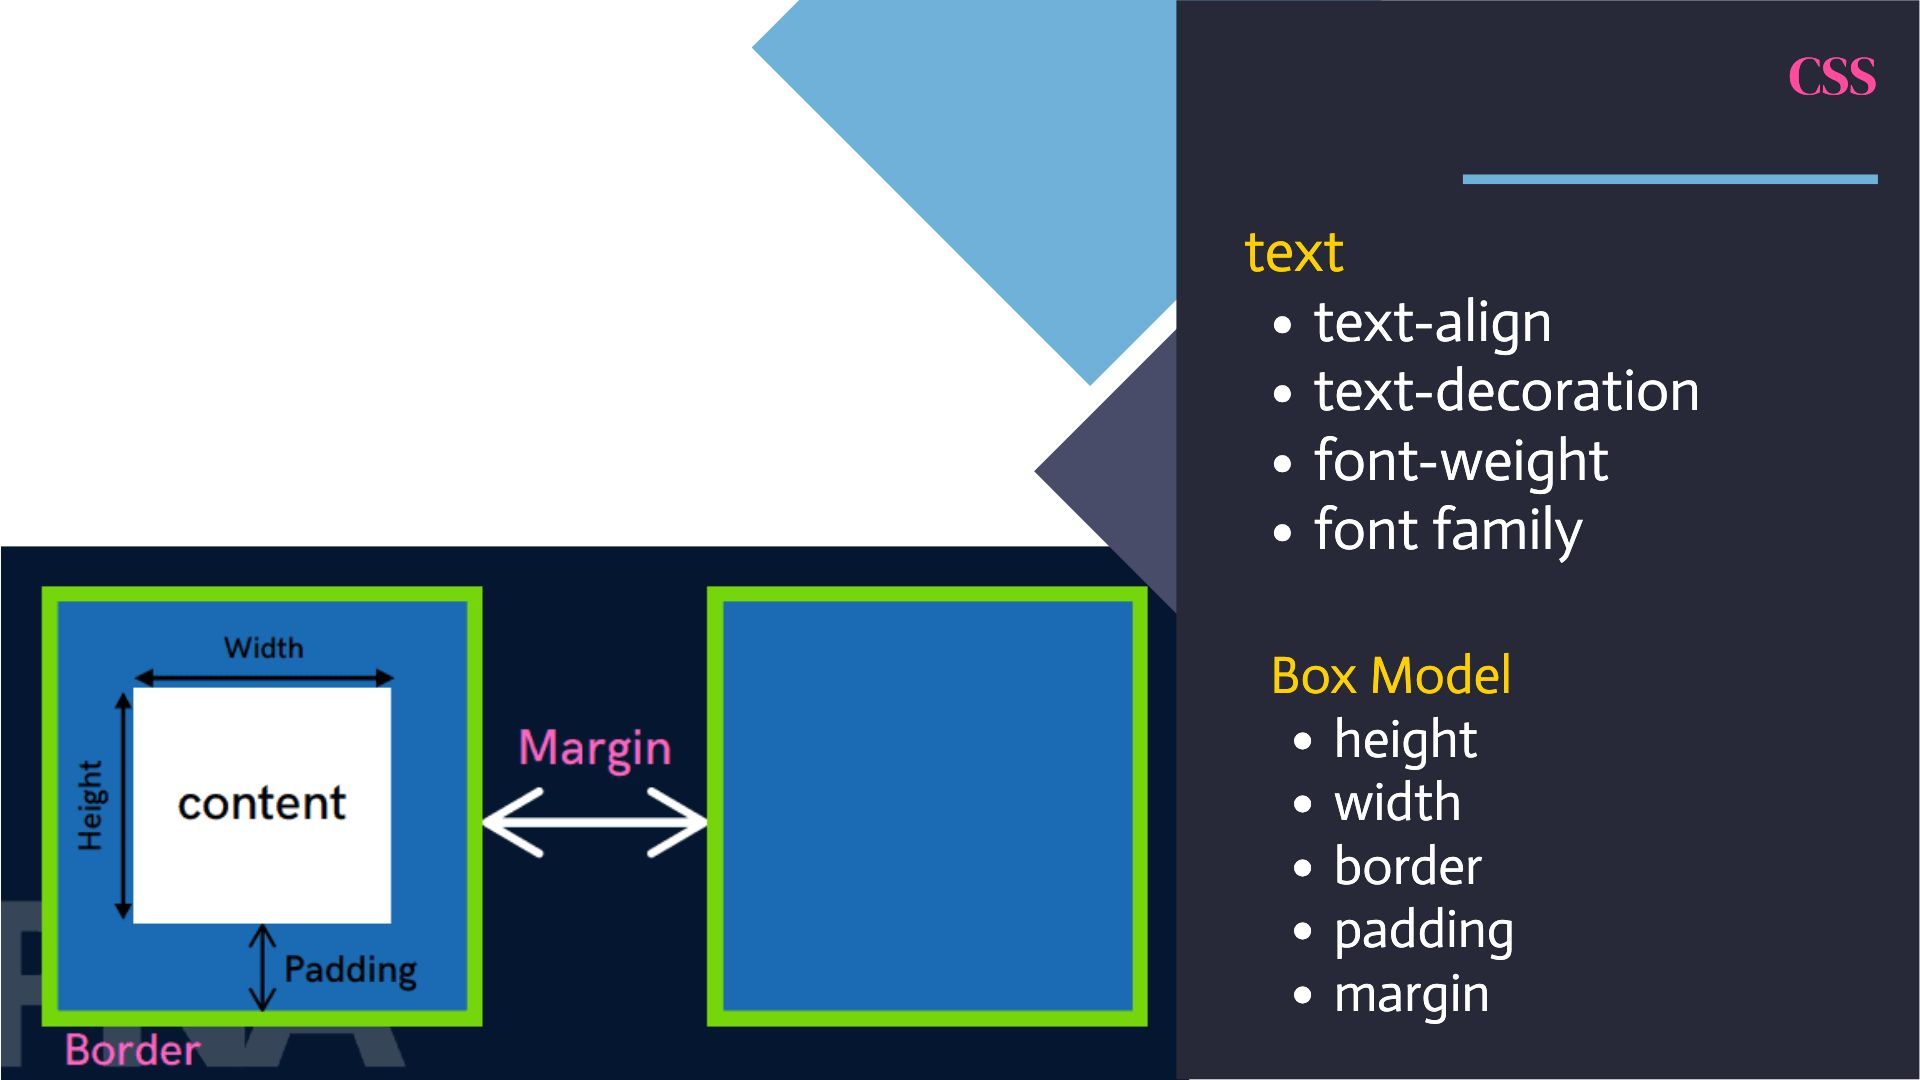 CSS
text
• text-align
• text-decoration
• font-weight
• font family
Box Model
• height
• width
• border
• padding
• margin
Width
Height
content
Padding
Border
Margin